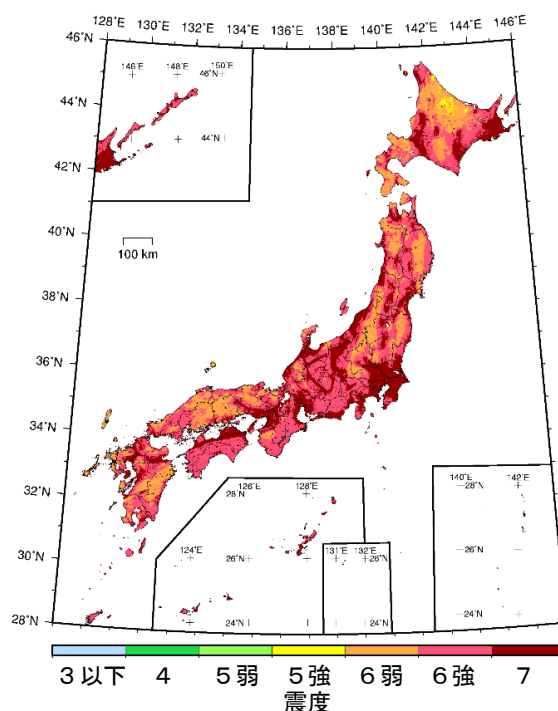 128°E 130°E 132°E 134°E 136°E 138°E 140°E 142°E 144°E 146°E
46°N
146°E 148°E 150°E
46°N
44°N
44°N
42°N
40°N
100 km
38°N
36°N
34°N
126°E 128°E
28°N
140°E 142°E
28°N
32°N
124°E
26°N
131°E 132°E
26°N
26°N
30°N
24°N
24°N
24°N
28°N
3以下 4 5弱 5強 6弱 6強 7
震度